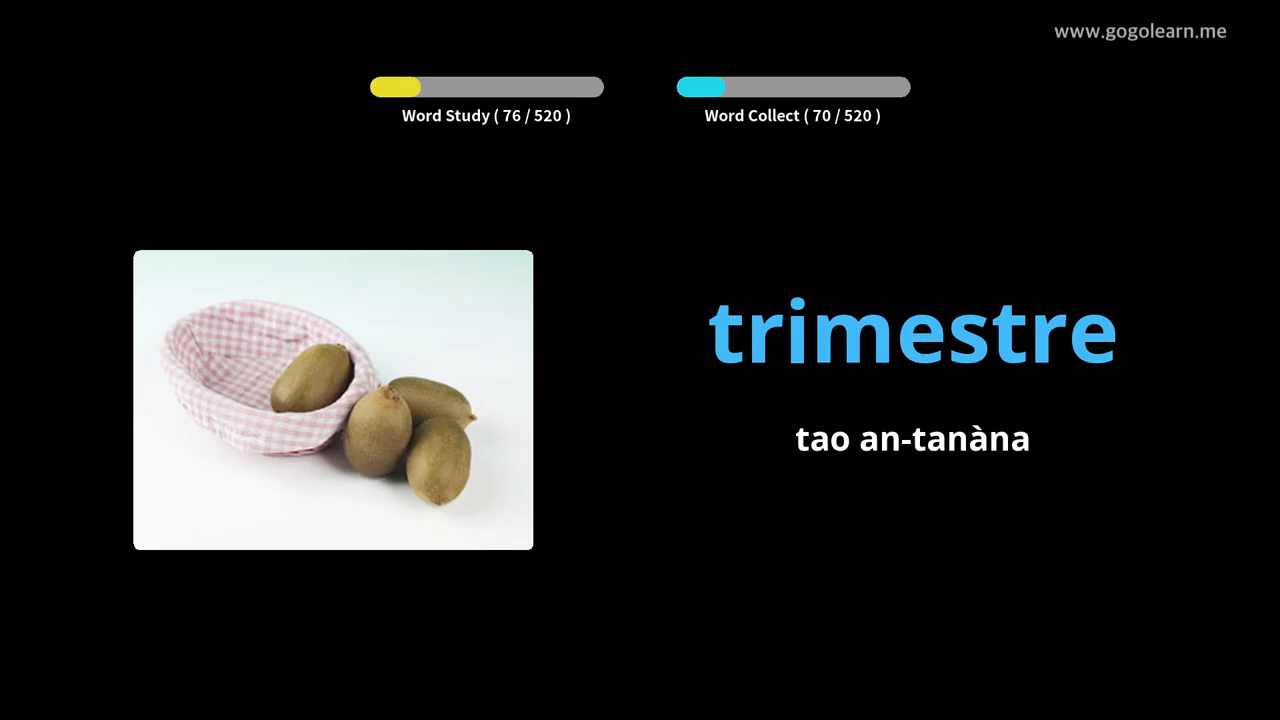 www.gogolearn.me
Word Study ( 76 / 520 )
Word Collect ( 70 / 520 )
trimestre
tao an-tanàna